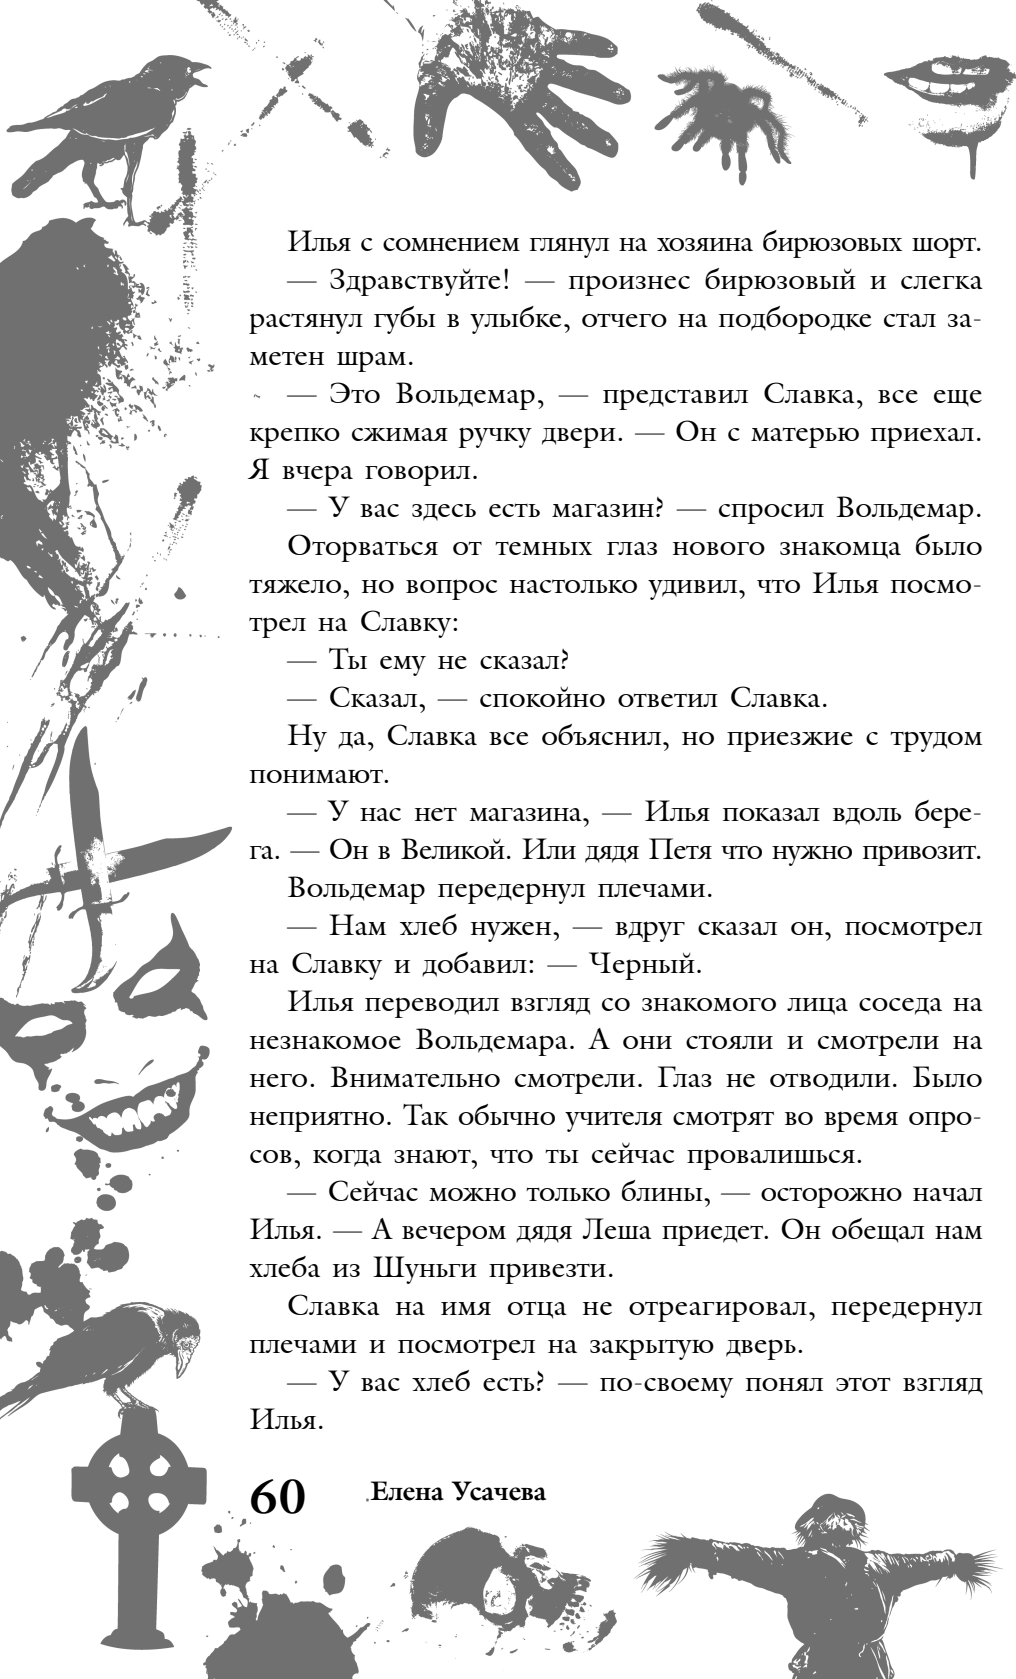 Илья с сомнением глянул на хозяина бирюзовых шорт.
— Здравствуйте! — произнес бирюзовый и слегка
растянул губы в улыбке, отчего на подбородке стал за-
метен шрам.
— Это Вольдемар, — представил Славка, все еще
крепко сжимая ручку двери. — Он с матерью приехал.
Я вчера говорил.
— У вас здесь есть магазин? — спросил Вольдемар.
Оторваться от темных глаз нового знакомца было
тяжело, но вопрос настолько удивил, что Илья посмо-
трел на Славку:
— Ты ему не сказал?
— Сказал, — спокойно ответил Славка.
Ну да, Славка все объяснил, но приезжие с трудом
понимают.
— У нас нет магазина, — Илья показал вдоль бере-
га. — Он в Великой. Или дядя Петя что нужно привозит.
Вольдемар передернул плечами.
— Нам хлеб нужен, — вдруг сказал он, посмотрел
на Славку и добавил: — Черный.
Илья переводил взгляд со знакомого лица соседа на
незнакомое Вольдемара. А они стояли и смотрели на
него. Внимательно смотрели. Глаз не отводили. Было
неприятно. Так обычно учителя смотрят во время опро-
сов, когда знают, что ты сейчас провалишься.
— Сейчас можно только блины, — осторожно начал
Илья. — А вечером дядя Леша приедет. Он обещал нам
хлеба из Шуньги привезти.
Славка на имя отца не отреагировал, передернул
плечами и посмотрел на закрытую дверь.
— У вас хлеб есть? — по-своему понял этот взгляд
Илья.
60 Елена Усачева